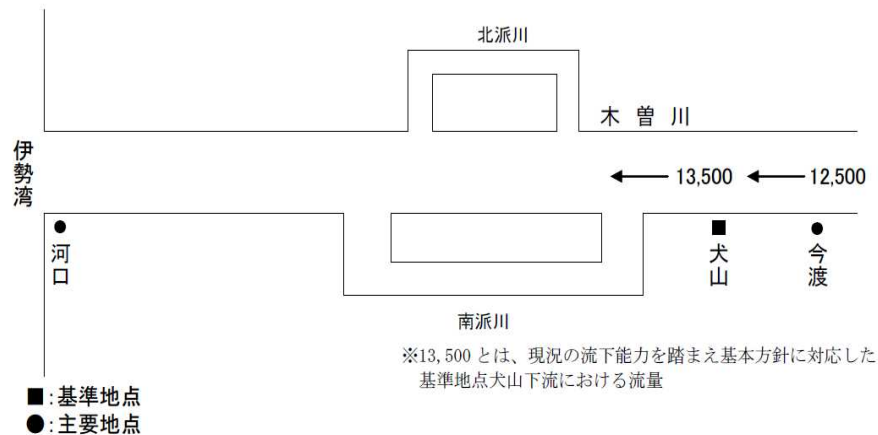 北派川
木曽川
伊勢湾
13,500
12,500
河口
犬山
今渡
南派川
※13,500 とは、現況の流下能力を踏まえ基本方針に対応した
基準地点犬山下流における流量
■:基準地点
●:主要地点